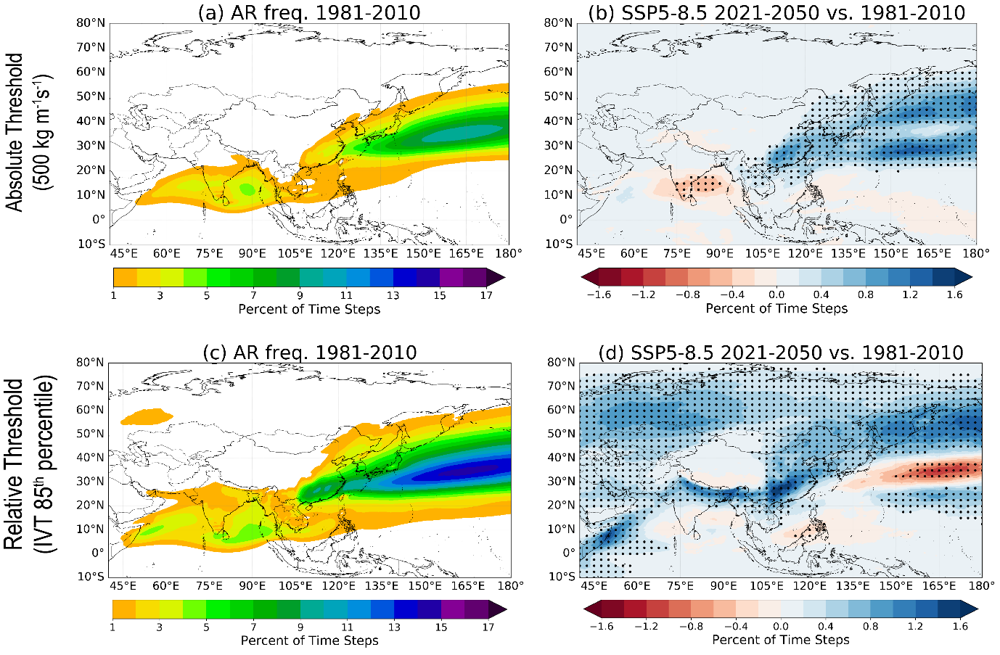 (a) AR freq. 1981-2010
(b) SSP5-8.5 2021-2050 vs. 1981-2010
Absolute Threshold
(500 kg m⁻¹s⁻¹)
80°N
70°N
60°N
50°N
40°N
30°N
20°N
10°N
0°
10°S
45°E 60°E 75°E 90°E 105°E 120°E 135°E 150°E 165°E 180°
80°N
70°N
60°N
50°N
40°N
30°N
20°N
10°N
0°
10°S
45°E 60°E 75°E 90°E 105°E 120°E 135°E 150°E 165°E 180°
1 3 5 7 9 11 13 15 17
Percent of Time Steps
−1.6 −1.2 −0.8 −0.4 0.0 0.4 0.8 1.2 1.6
Percent of Time Steps
(c) AR freq. 1981-2010
(d) SSP5-8.5 2021-2050 vs. 1981-2010
Relative Threshold
(IVT 85th percentile)
80°N
70°N
60°N
50°N
40°N
30°N
20°N
10°N
0°
10°S
45°E 60°E 75°E 90°E 105°E 120°E 135°E 150°E 165°E 180°
80°N
70°N
60°N
50°N
40°N
30°N
20°N
10°N
0°
10°S
45°E 60°E 75°E 90°E 105°E 120°E 135°E 150°E 165°E 180°
1 3 5 7 9 11 13 15 17
Percent of Time Steps
−1.6 −1.2 −0.8 −0.4 0.0 0.4 0.8 1.2 1.6
Percent of Time Steps